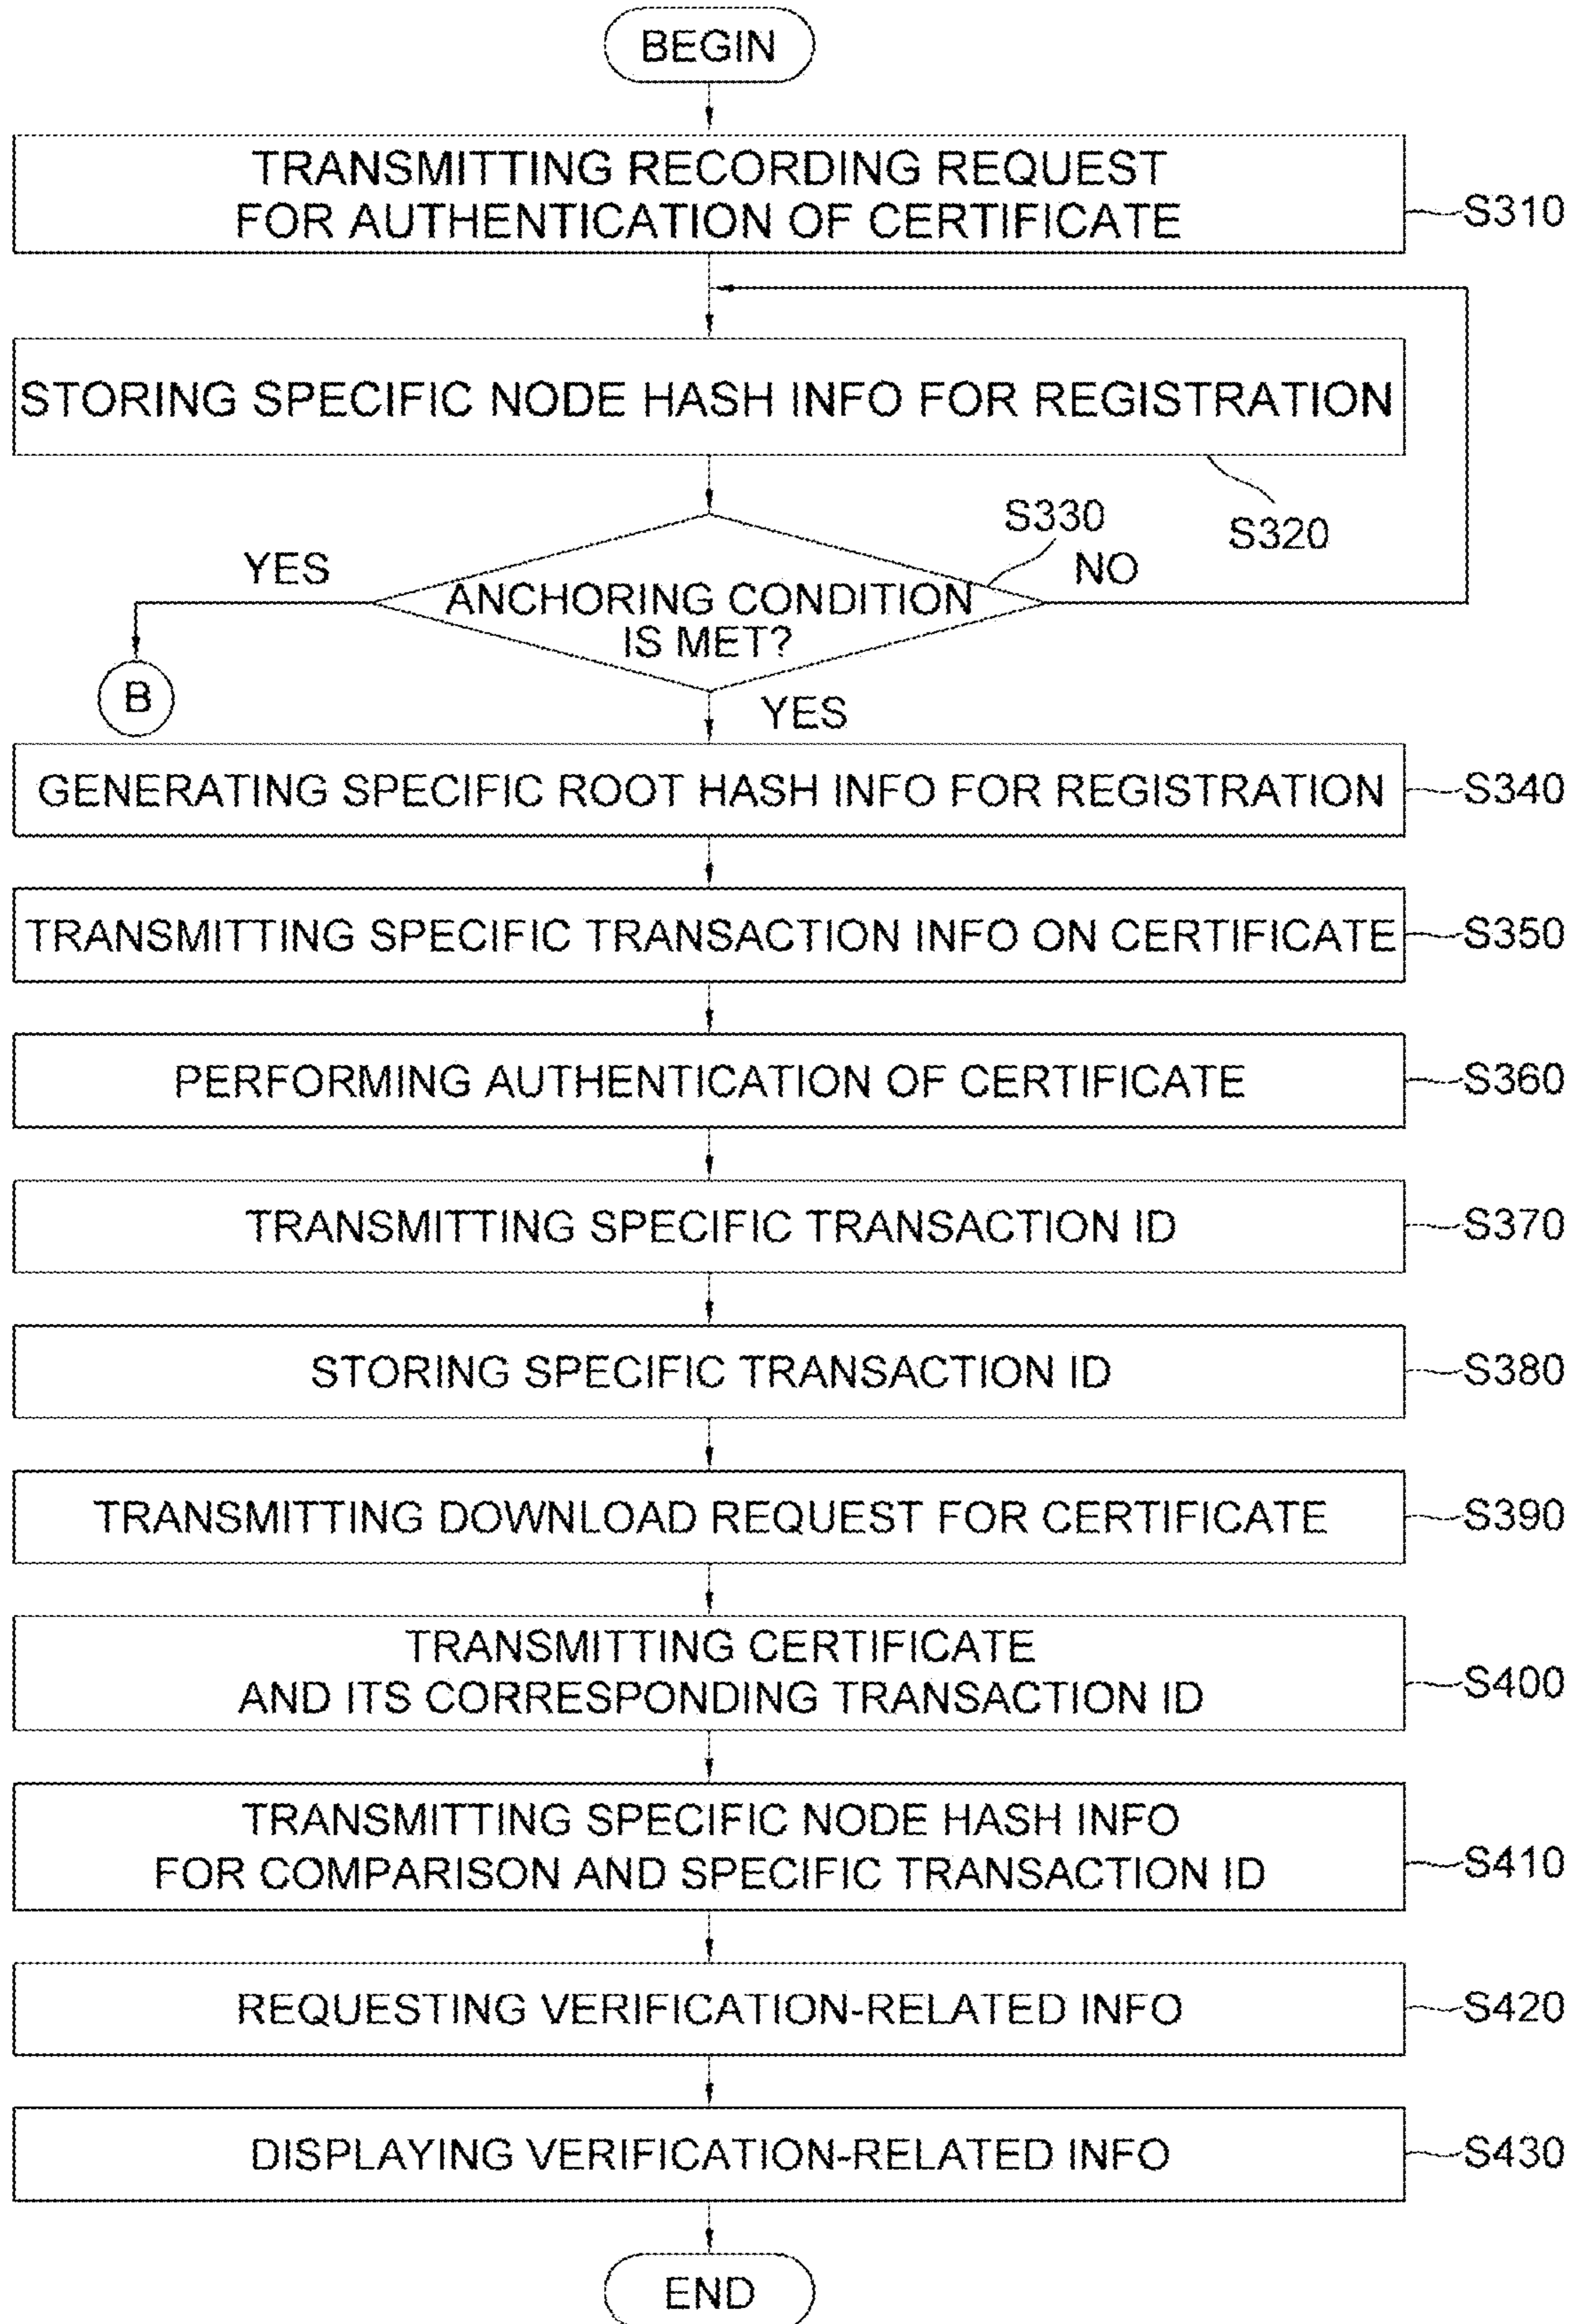 BEGIN
TRANSMITTING RECORDING REQUEST
FOR AUTHENTICATION OF CERTIFICATE
S310
STORING SPECIFIC NODE HASH INFO FOR REGISTRATION
S320
S330
YES
NO
ANCHORING CONDITION
IS MET?
B
YES
GENERATING SPECIFIC ROOT HASH INFO FOR REGISTRATION
S340
TRANSMITTING SPECIFIC TRANSACTION INFO ON CERTIFICATE
S350
PERFORMING AUTHENTICATION OF CERTIFICATE
S360
TRANSMITTING SPECIFIC TRANSACTION ID
S370
STORING SPECIFIC TRANSACTION ID
S380
TRANSMITTING DOWNLOAD REQUEST FOR CERTIFICATE
S390
TRANSMITTING CERTIFICATE
AND ITS CORRESPONDING TRANSACTION ID
S400
TRANSMITTING SPECIFIC NODE HASH INFO
FOR COMPARISON AND SPECIFIC TRANSACTION ID
S410
REQUESTING VERIFICATION-RELATED INFO
S420
DISPLAYING VERIFICATION-RELATED INFO
S430
END